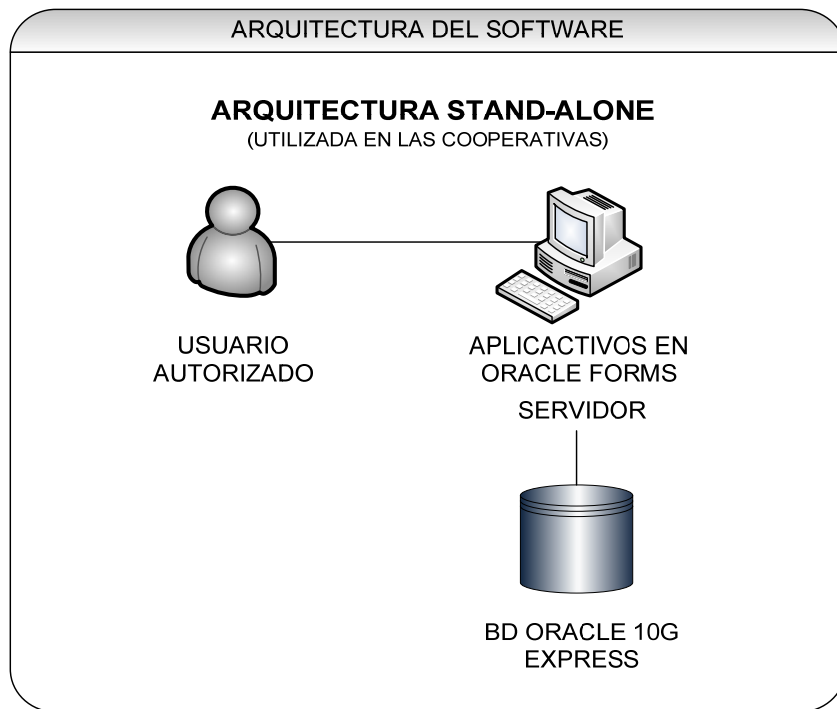 ARQUITECTURA DEL SOFTWARE
ARQUITECTURA STAND-ALONE
(UTILIZADA EN LAS COOPERATIVAS)
USUARIO
AUTORIZADO
APLICACTIVOS EN
ORACLE FORMS
SERVIDOR
BD ORACLE 10G
EXPRESS